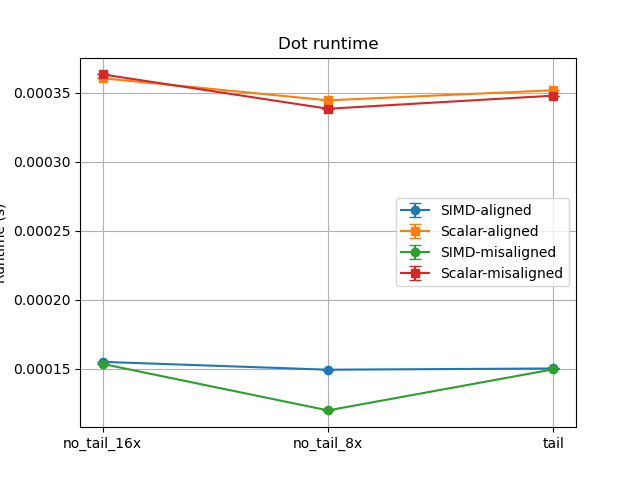 Dot runtime
0.00035
0.00030
0.00025
0.00020
0.00015
SIMD-aligned
Scalar-aligned
SIMD-misaligned
Scalar-misaligned
no_tail_16x
no_tail_8x
tail